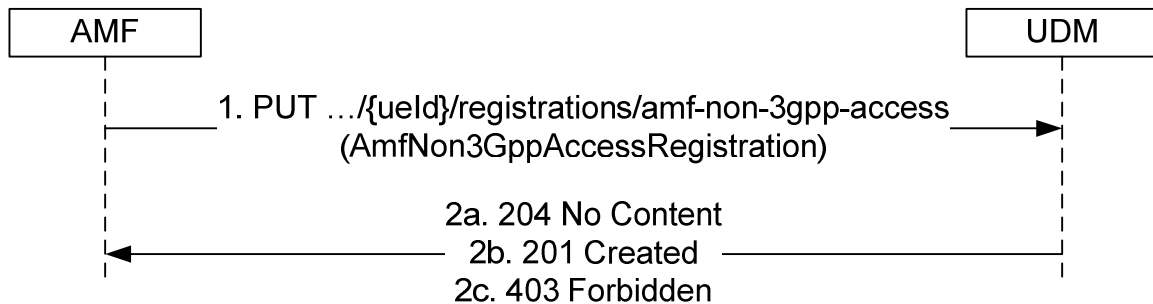 AMF
UDM
1. PUT …/{ueId}/registrations/amf-non-3gpp-access
(AmfNon3GppAccessRegistration)
2a. 204 No Content
2b. 201 Created
2c. 403 Forbidden